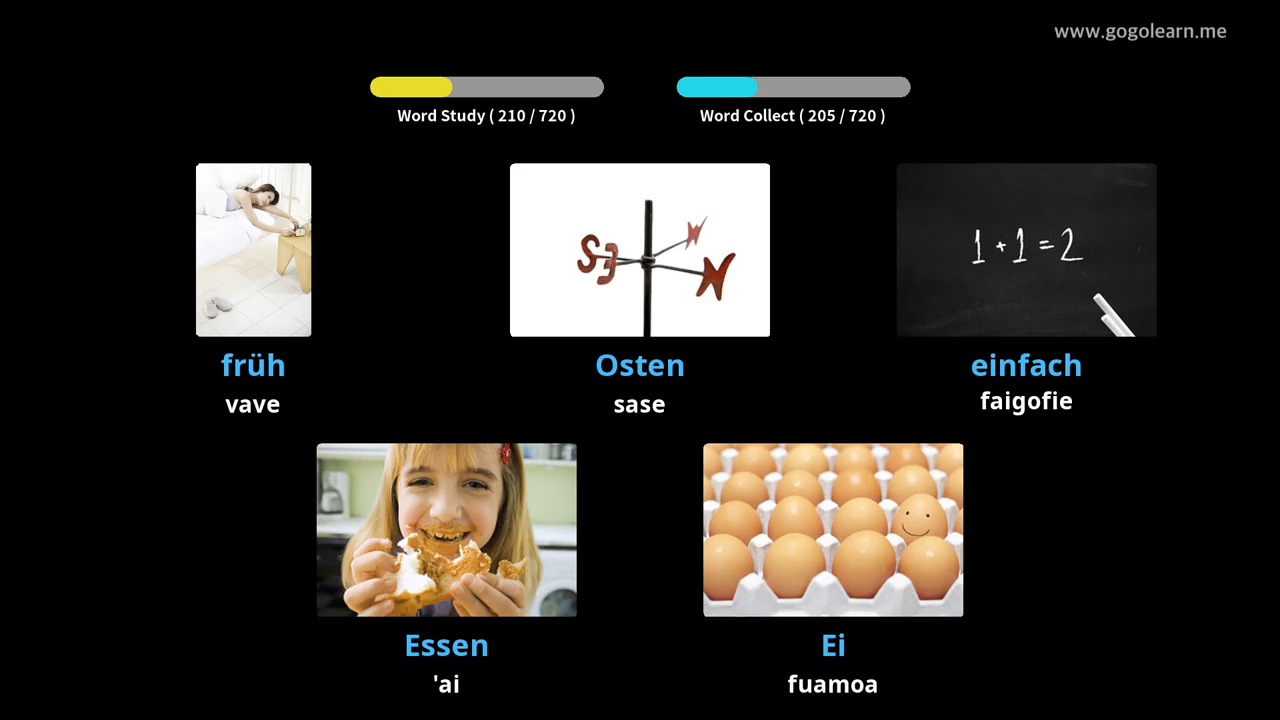 www.gogolearn.me
Word Study ( 210 / 720 )
Word Collect ( 205 / 720 )
S E N W
1 + 1 = 2
früh
vave
Osten
sase
einfach
faigofie
Essen
'ai
Ei
fuamoa